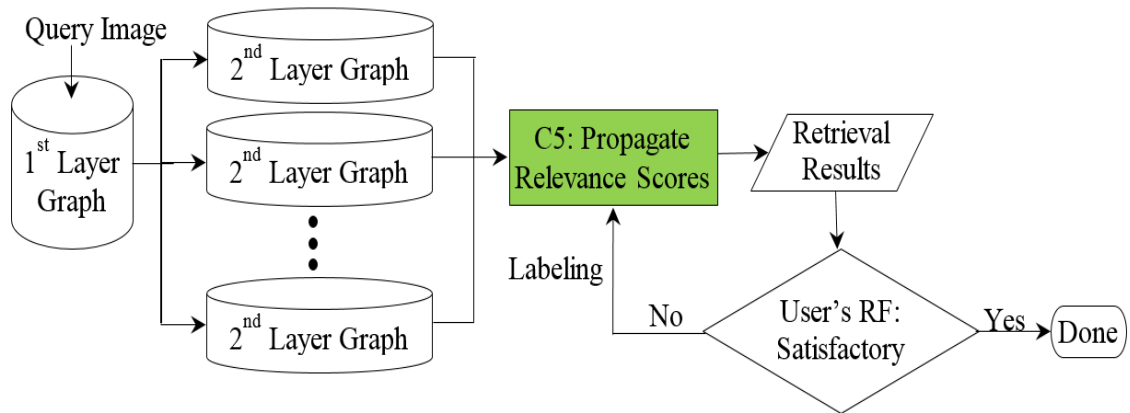 Query Image
1st Layer
Graph
2nd Layer Graph
2nd Layer Graph
2nd Layer Graph
C5: Propagate
Relevance Scores
Retrieval
Results
Labeling
No
User’s RF:
Satisfactory
Yes
Done